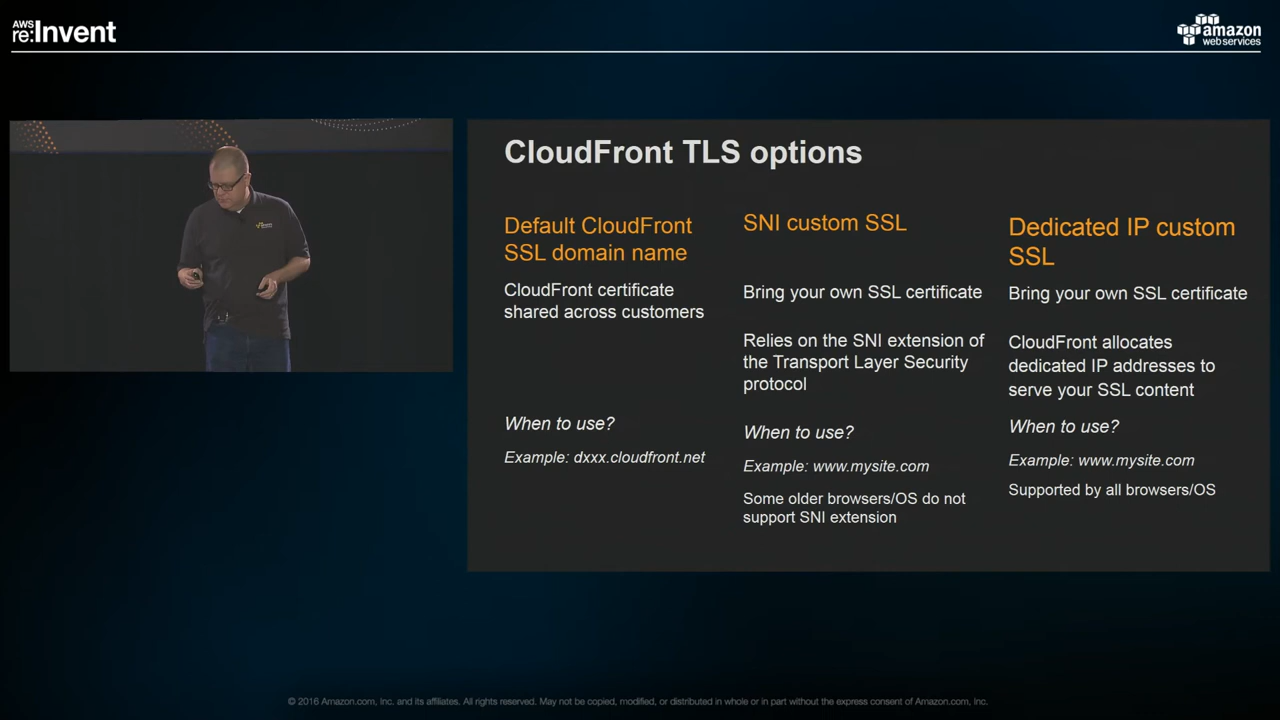 AWS
re:Invent
amazon
webservices
CloudFront TLS options
Default CloudFront
SSL domain name
CloudFront certificate
shared across customers
When to use?
Example: dxxx.cloudfront.net
SNI custom SSL
Bring your own SSL certificate
Relies on the SNI extension of
the Transport Layer Security
protocol
When to use?
Example: www.mysite.com
Some older browsers/OS do not
support SNI extension
Dedicated IP custom
SSL
Bring your own SSL certificate
CloudFront allocates
dedicated IP addresses to
serve your SSL content
When to use?
Example: www.mysite.com
Supported by all browsers/OS
© 2016 Amazon.com, Inc. and its affiliates. All rights reserved. May not be copied, modified, or distributed in whole or in part without the express consent of Amazon.com, Inc.